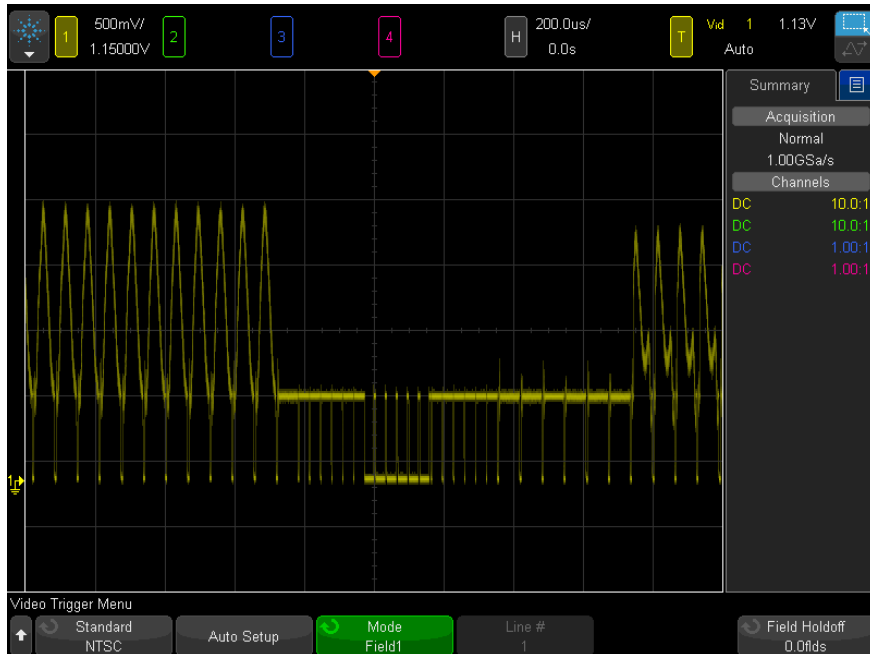 1 500mV/ 1.15000V 2 3 4 H 200.0us/ 0.0s T Vid 1 1.13V Auto
Summary
Acquisition
Normal
1.00GSa/s
Channels
DC 10.0:1
DC 10.0:1
DC 1.00:1
DC 1.00:1
1
Video Trigger Menu
Standard
NTSC
Auto Setup
Mode
Field1
Line #
1
Field Holdoff
0.0flds